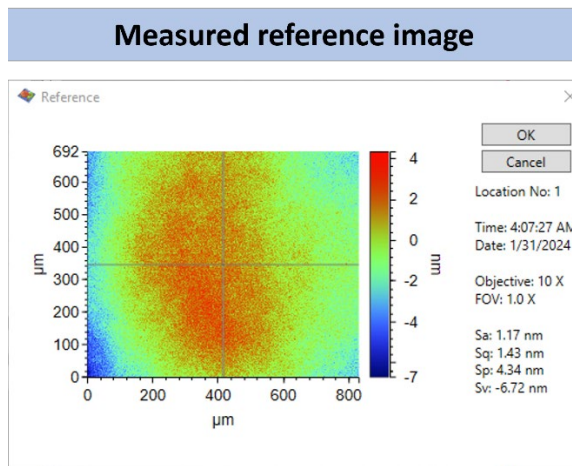 Measured reference image
Reference
OK
Cancel
Location No: 1
Time: 4:07:27 AM
Date: 1/31/2024
Objective: 10 X
FOV: 1.0 X
Sa: 1.17 nm
Sq: 1.43 nm
Sp: 4.34 nm
Sv: -6.72 nm
692
600
500
400
300
200
100
0
µm
0 200 400 600 800
µm
4
2
0
-2
-4
-7
nm